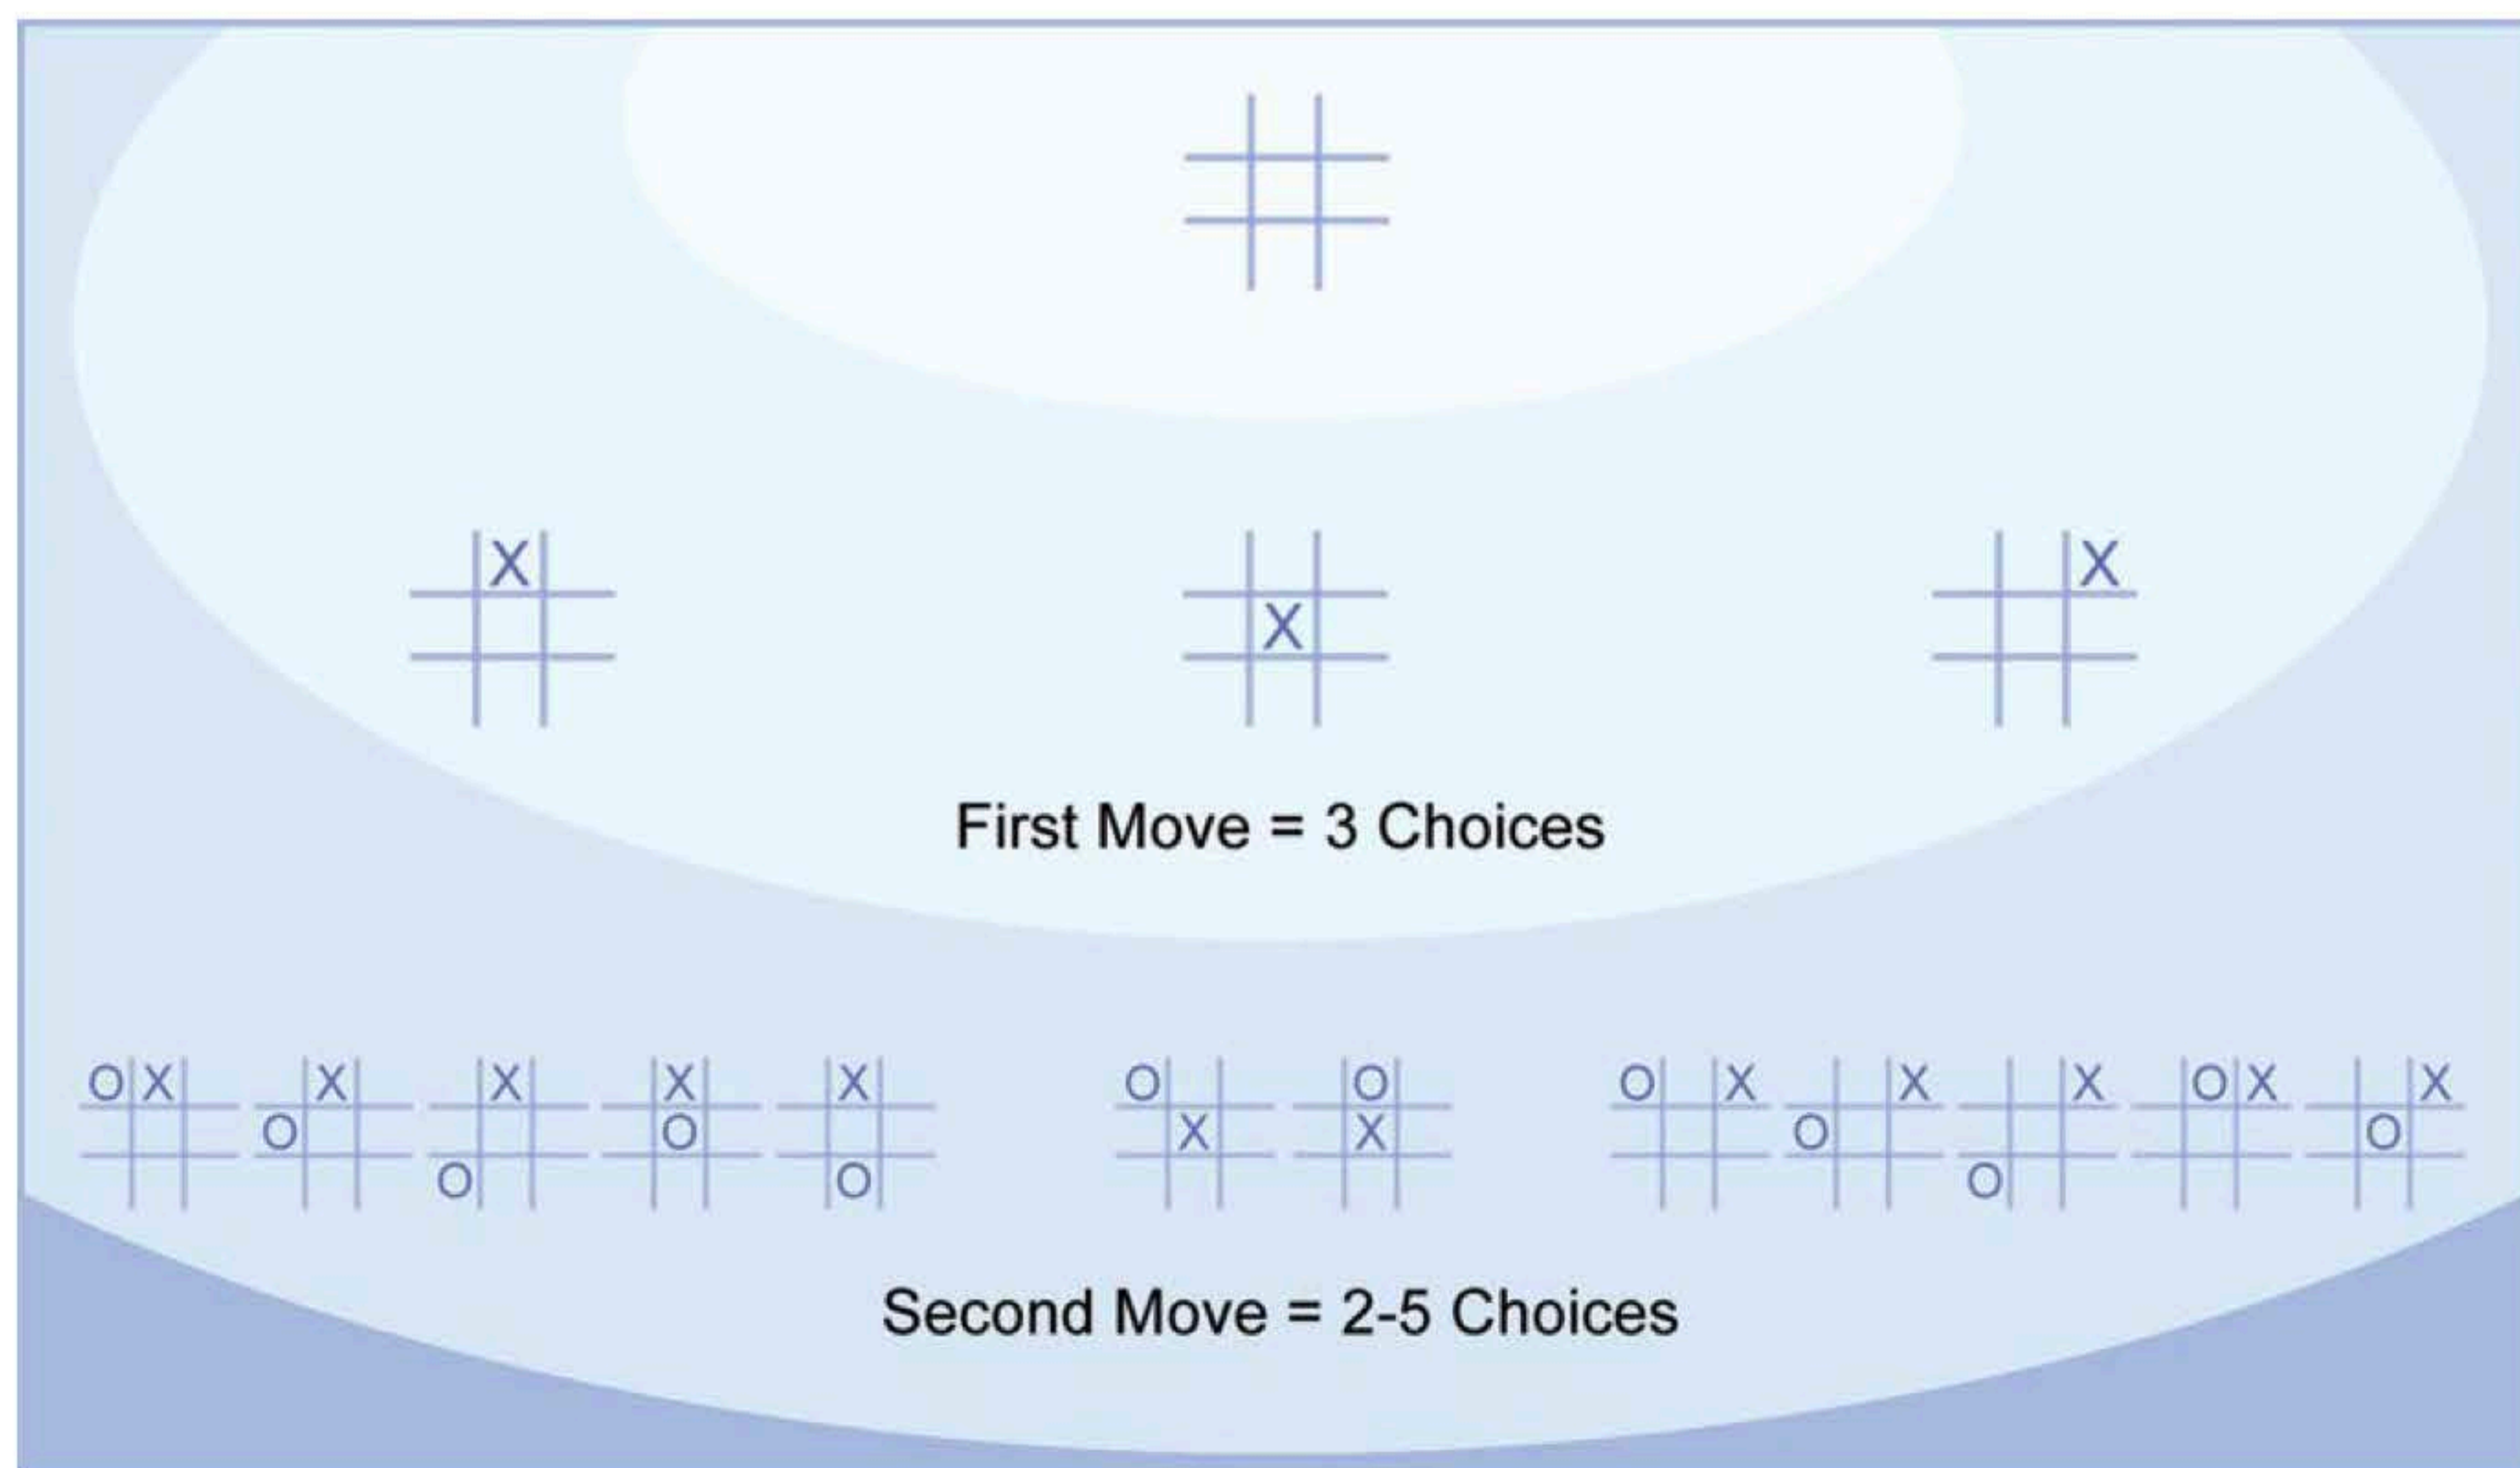 X X X
First Move = 3 Choices
O X X X X X O O O X X O X X
O O X X O O
O O O
Second Move = 2-5 Choices